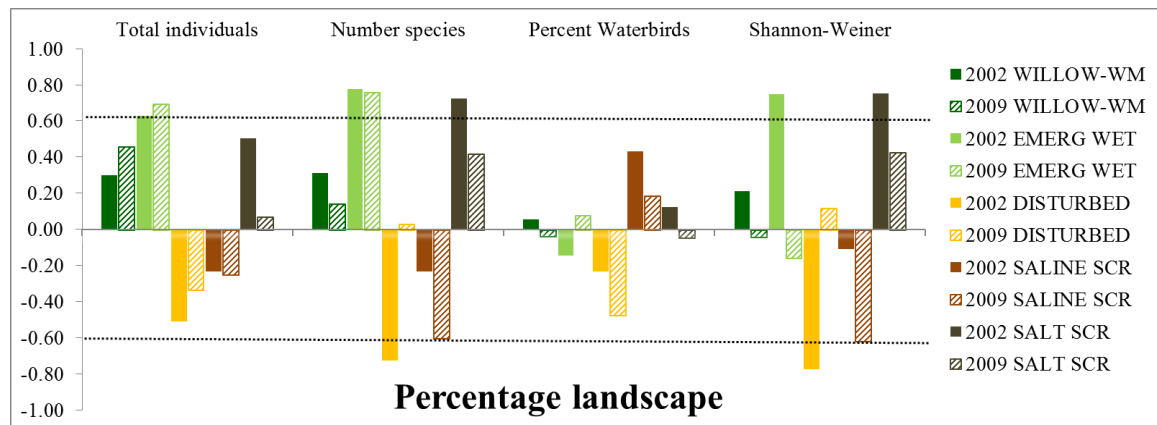 Total individuals Number species Percent Waterbirds Shannon-Weiner
1.00
0.80
0.60
0.40
0.20
0.00
-0.20
-0.40
-0.60
-0.80
-1.00
Percentage landscape
2002 WILLOW-WM
2009 WILLOW-WM
2002 EMERG WET
2009 EMERG WET
2002 DISTURBED
2009 DISTURBED
2002 SALINE SCR
2009 SALINE SCR
2002 SALT SCR
2009 SALT SCR